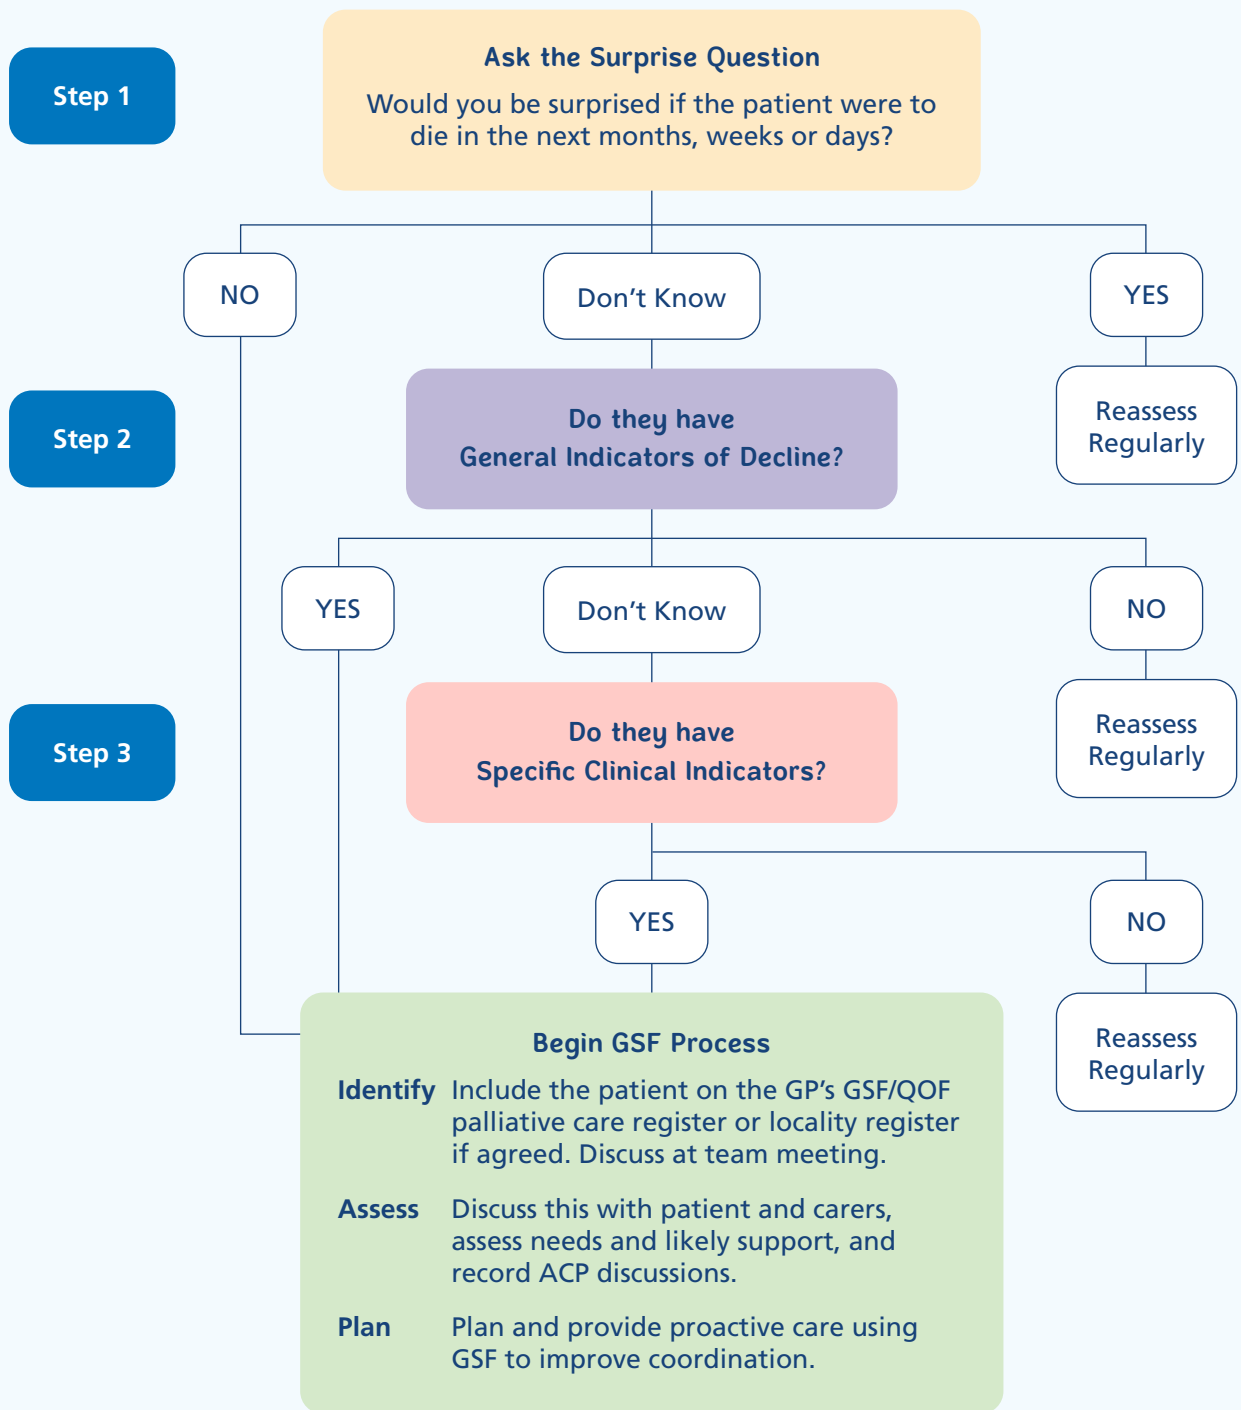 Step 1
Ask the Surprise Question
Would you be surprised if the patient were to
die in the next months, weeks or days?
NO
Don't Know
YES
Reassess
Regularly
Step 2
Do they have
General Indicators of Decline?
YES
Don't Know
NO
Reassess
Regularly
Step 3
Do they have
Specific Clinical Indicators?
YES
NO
Reassess
Regularly
Begin GSF Process
Identify Include the patient on the GP's GSF/QOF
palliative care register or locality register
if agreed. Discuss at team meeting.
Assess Discuss this with patient and carers,
assess needs and likely support, and
record ACP discussions.
Plan Plan and provide proactive care using
GSF to improve coordination.